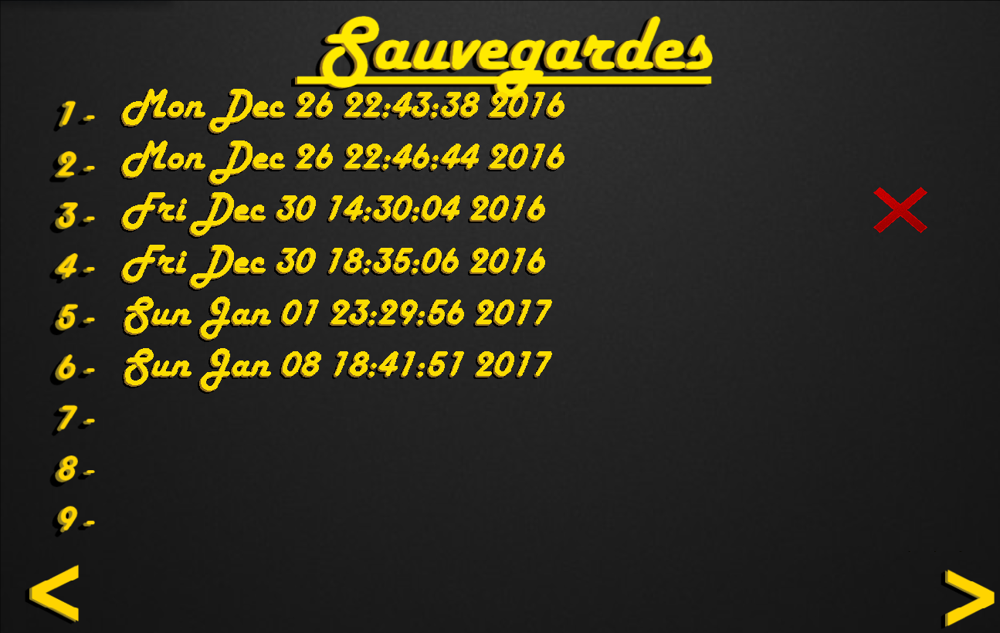 Sauvegardes
1- Mon Dec 26 22:43:38 2016
2- Mon Dec 26 22:46:44 2016
3- Fri Dec 30 14:30:04 2016
4- Fri Dec 30 18:35:06 2016
5- Sun Jan 01 23:29:56 2017
6- Sun Jan 08 18:41:51 2017
7-
8-
9-
< >